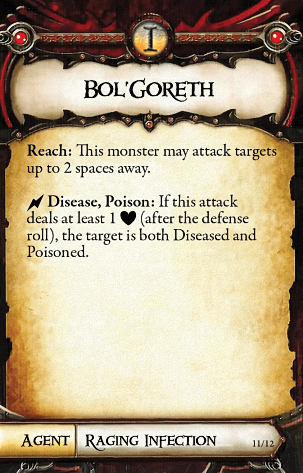 I
BOL'GORETH
Reach: This monster may attack targets
up to 2 spaces away.
Disease, Poison: If this attack
deals at least 1 (after the defense
roll), the target is both Diseased and
Poisoned.
AGENT RAGING INFECTION 11/12